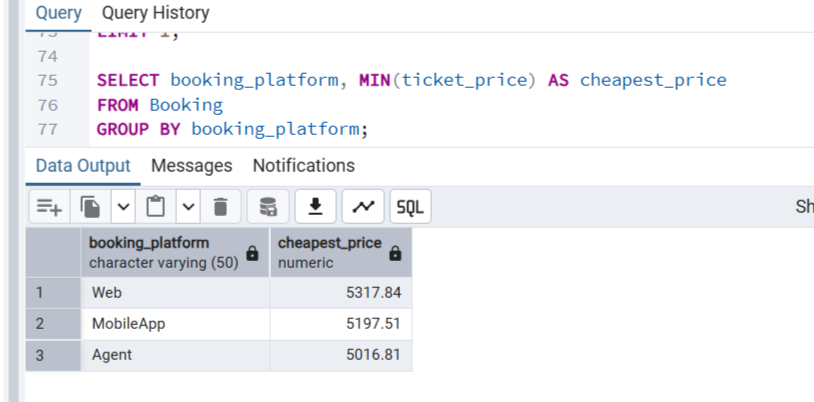 Query Query History
LIMIT 1;
74
75 SELECT booking_platform, MIN(ticket_price) AS cheapest_price
76 FROM Booking
77 GROUP BY booking_platform;
Data Output Messages Notifications
SQL
booking_platform cheapest_price
character varying (50) numeric
1 Web 5317.84
2 MobileApp 5197.51
3 Agent 5016.81